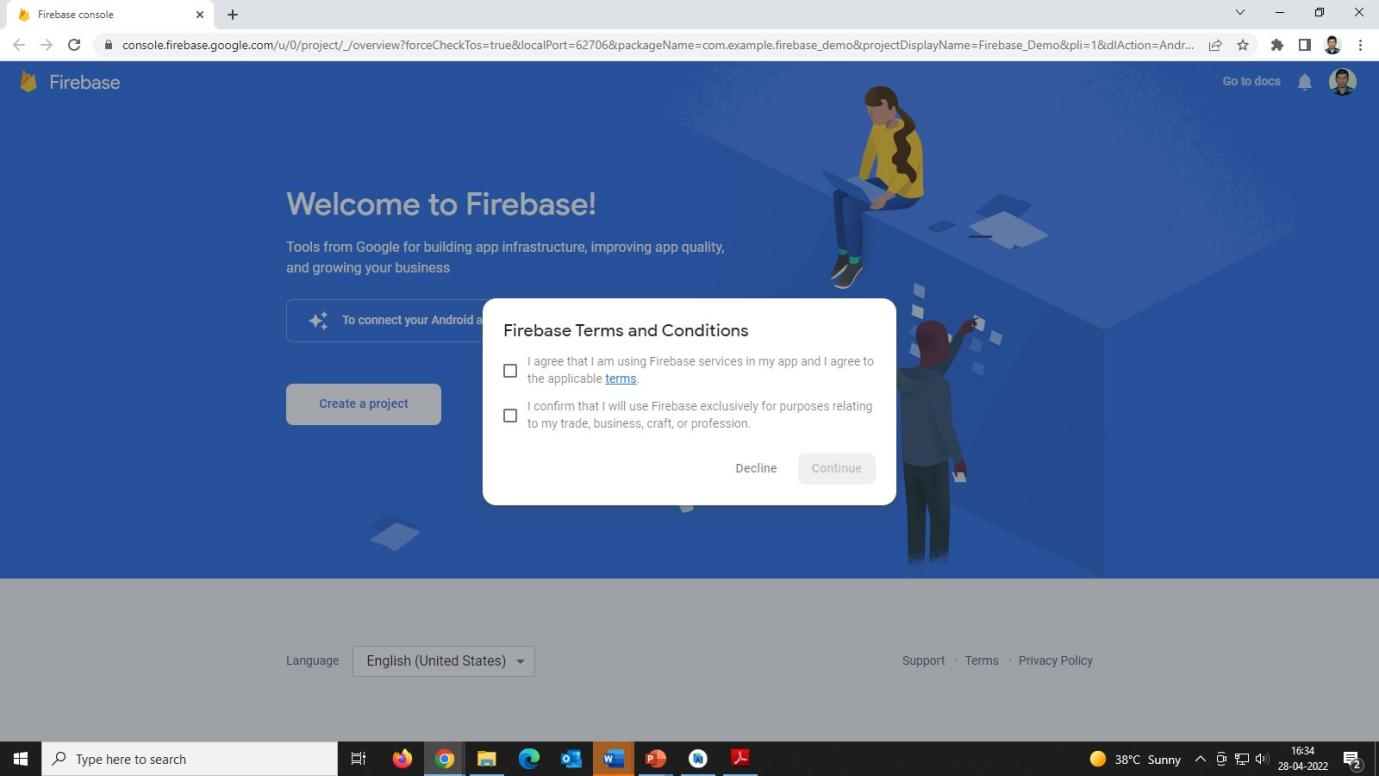 Firebase console
console.firebase.google.com/u/0/project/_/overview?forceCheckTos=true&localPort=62706&packageName=com.example.firebase_demo&projectDisplayName=Firebase_Demo&pli=1&dlAction=Andr...
Firebase
Go to docs
Welcome to Firebase!
Tools from Google for building app infrastructure, improving app quality,
and growing your business
To connect your Android a
Create a project
Firebase Terms and Conditions
I agree that I am using Firebase services in my app and I agree to
the applicable terms.
I confirm that I will use Firebase exclusively for purposes relating
to my trade, business, craft, or profession.
Decline
Continue
Language
English (United States)
Support · Terms · Privacy Policy
Type here to search
38°C Sunny
16:34
28-04-2022
2